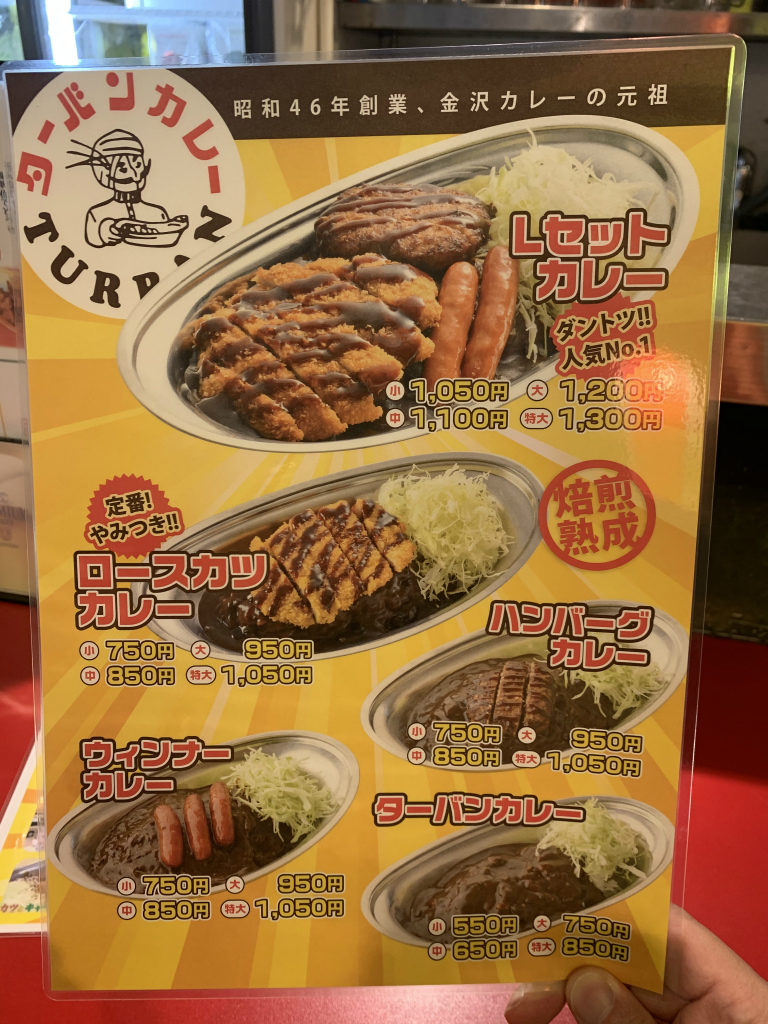 ターバンカレー
TURBAN
昭和46年創業、金沢カレーの元祖
Lセット
カレー
ダントツ!!
人気No.1
小 1,050円 大 1,200円
中 1,100円 特大 1,300円
定番!
やみつき!!
ロースカツ
カレー
小 750円 大 950円
中 850円 特大 1,050円
焙煎
熟成
ハンバーグ
カレー
小 750円 大 950円
中 850円 特大 1,050円
ウィンナー
カレー
小 750円 大 950円
中 850円 特大 1,050円
ターバンカレー
小 550円 大 750円
中 650円 特大 850円